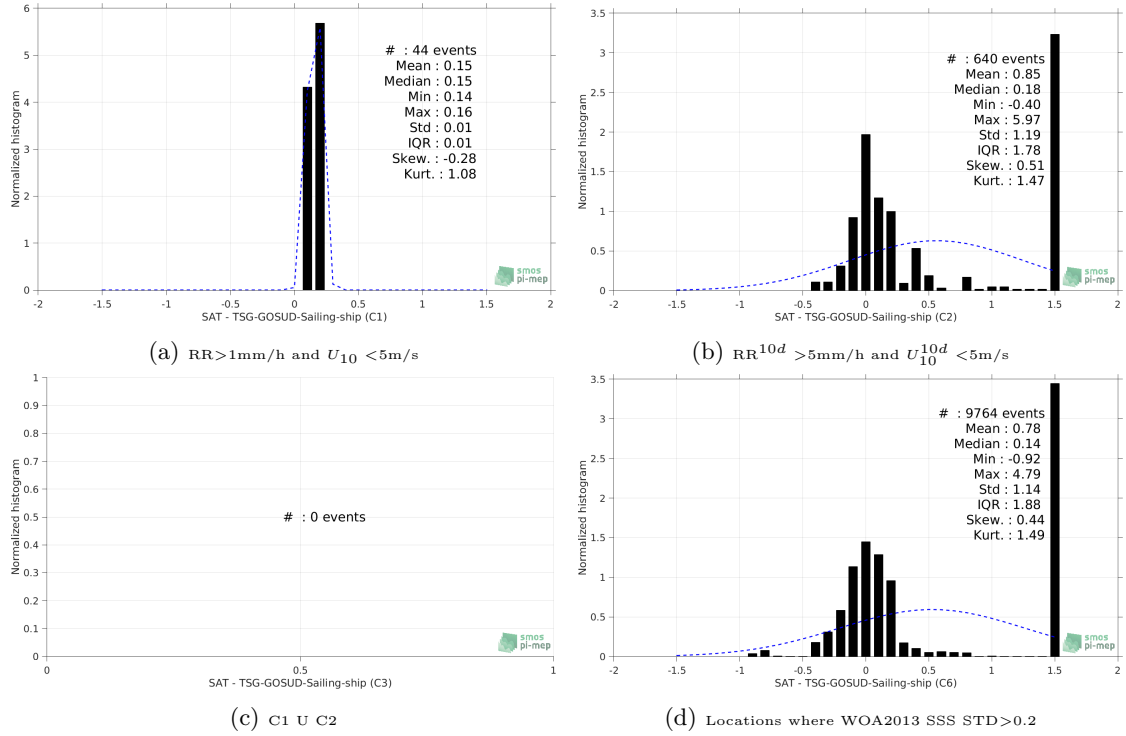 6
5
4
3
2
1
0
-2
-1.5
-1
-0.5
0
0.5
1
1.5
2
Normalized histogram
# : 44 events
Mean : 0.15
Median : 0.15
Min : 0.14
Max : 0.16
Std : 0.01
IQR : 0.01
Skew. : -0.28
Kurt. : 1.08
smos
pi-mep
SAT - TSG-GOSUD-Sailing-ship (C1)
(a) RR>1mm/h and U10 <5m/s
3.5
3
2.5
2
1.5
1
0.5
0
-2
-1.5
-1
-0.5
0
0.5
1
1.5
2
Normalized histogram
# : 640 events
Mean : 0.85
Median : 0.18
Min : -0.40
Max : 5.97
Std : 1.19
IQR : 1.78
Skew. : 0.51
Kurt. : 1.47
smos
pi-mep
SAT - TSG-GOSUD-Sailing-ship (C2)
(b) RR10d >5mm/h and U10d10 <5m/s
1
0.9
0.8
0.7
0.6
0.5
0.4
0.3
0.2
0.1
0
0
0.5
1
Normalized histogram
# : 0 events
smos
pi-mep
SAT - TSG-GOSUD-Sailing-ship (C3)
(c) C1 U C2
3.5
3
2.5
2
1.5
1
0.5
0
-2
-1.5
-1
-0.5
0
0.5
1
1.5
2
Normalized histogram
# : 9764 events
Mean : 0.78
Median : 0.14
Min : -0.92
Max : 4.79
Std : 1.14
IQR : 1.88
Skew. : 0.44
Kurt. : 1.49
smos
pi-mep
SAT - TSG-GOSUD-Sailing-ship (C6)
(d) Locations where WOA2013 SSS STD>0.2